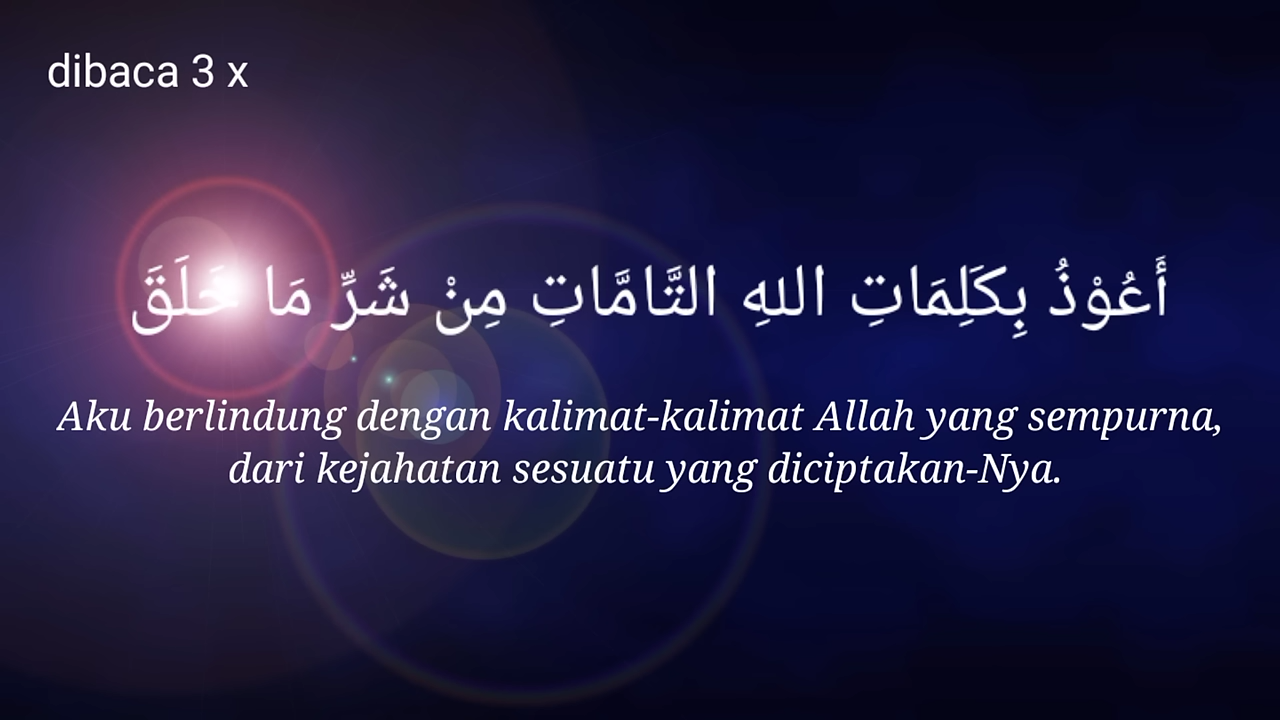 dibaca 3 x
أَعُوْذُ بِكَلِمَاتِ اللهِ التَّامَّاتِ مِنْ شَرِّ مَا خَلَقَ
Aku berlindung dengan kalimat-kalimat Allah yang sempurna,
dari kejahatan sesuatu yang diciptakan-Nya.